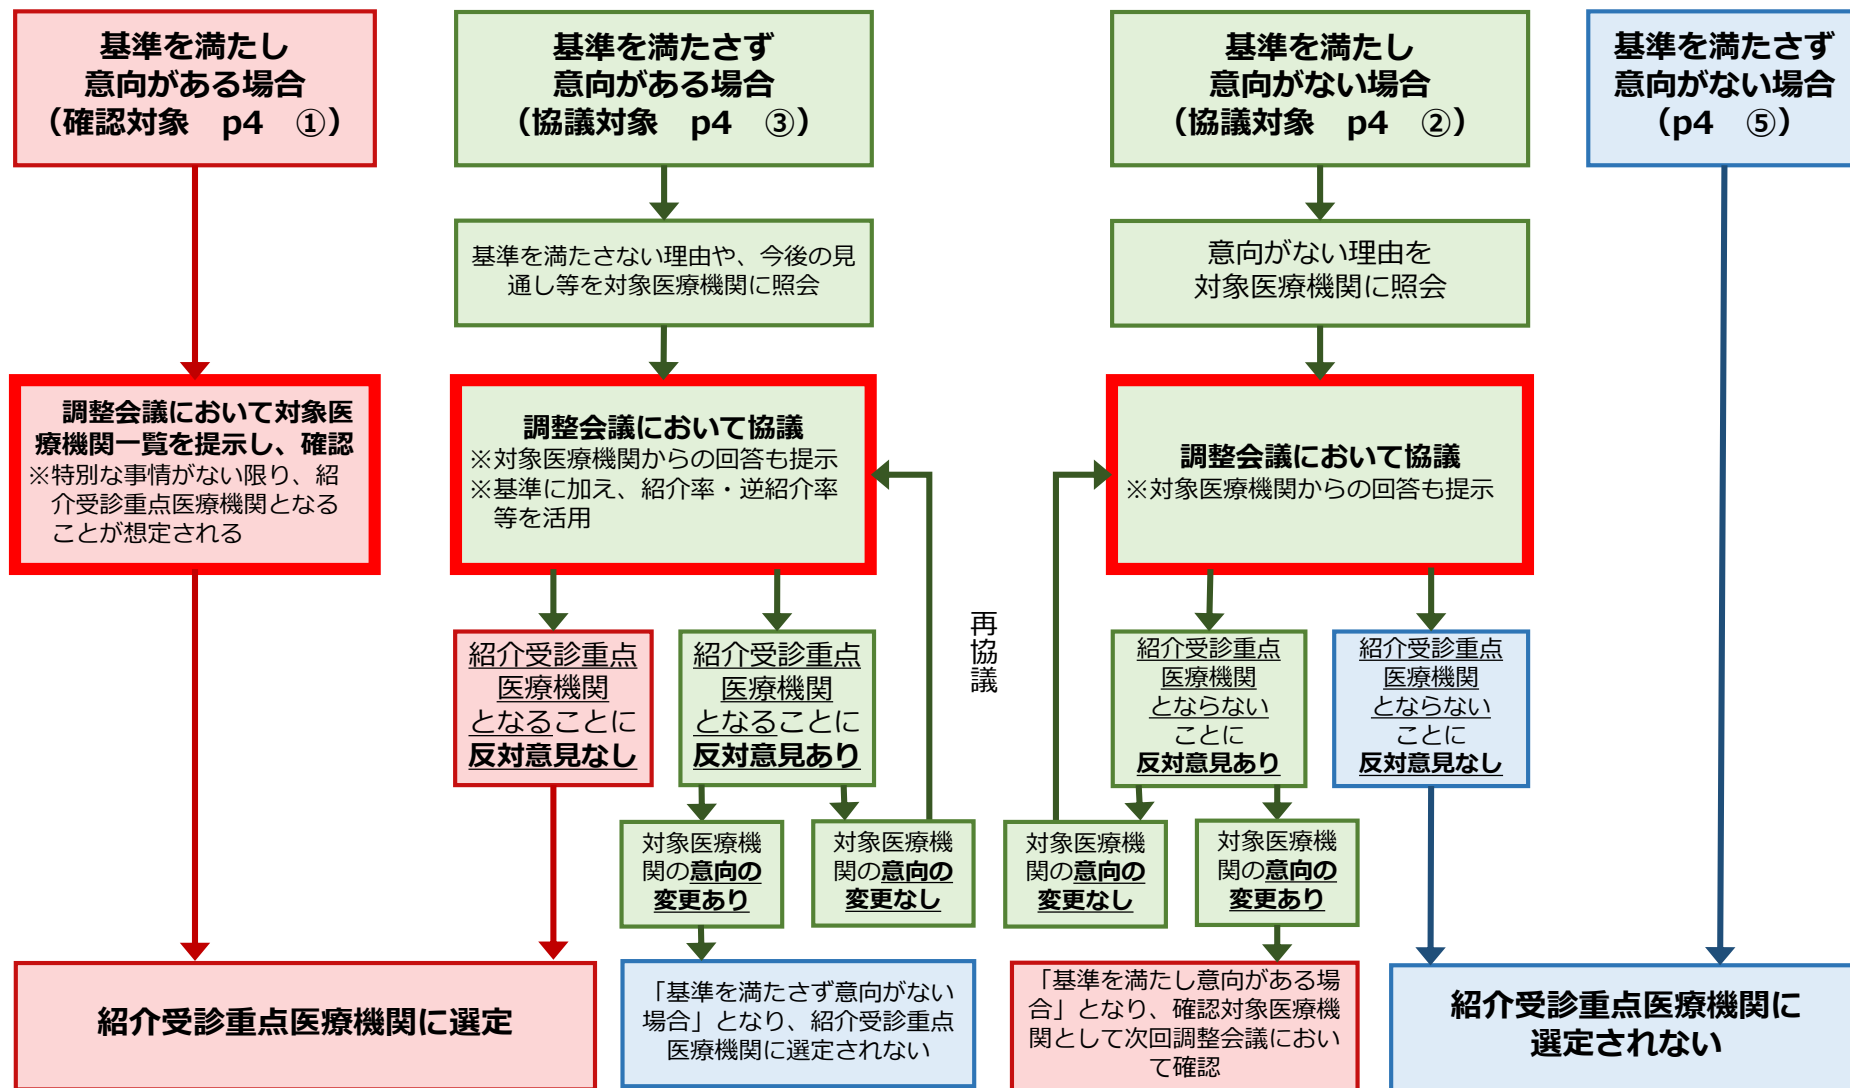 基準を満たし
意向がある場合
（確認対象　p4　①）
基準を満たさず
意向がある場合
（協議対象　p4　③）
基準を満たし
意向がない場合
（協議対象　p4　②）
基準を満たさず
意向がない場合
（p4　⑤）
基準を満たさない理由や、今後の見
通し等を対象医療機関に照会
意向がない理由を
対象医療機関に照会
調整会議において対象医
療機関一覧を提示し、確認
※特別な事情がない限り、紹
介受診重点医療機関となる
ことが想定される
調整会議において協議
※対象医療機関からの回答も提示
※基準に加え、紹介率・逆紹介率
等を活用
調整会議において協議
※対象医療機関からの回答も提示
紹介受診重点
医療機関
となることに
反対意見なし
紹介受診重点
医療機関
となることに
反対意見あり
再協議
紹介受診重点
医療機関
とならない
ことに
反対意見あり
紹介受診重点
医療機関
とならない
ことに
反対意見なし
対象医療機
関の意向の
変更あり
対象医療機
関の意向の
変更なし
対象医療機
関の意向の
変更なし
対象医療機
関の意向の
変更あり
紹介受診重点医療機関に選定
「基準を満たさず意向がない
場合」となり、紹介受診重点
医療機関に選定されない
「基準を満たし意向がある場
合」となり、確認対象医療機
関として次回調整会議におい
て確認
紹介受診重点医療機関に
選定されない